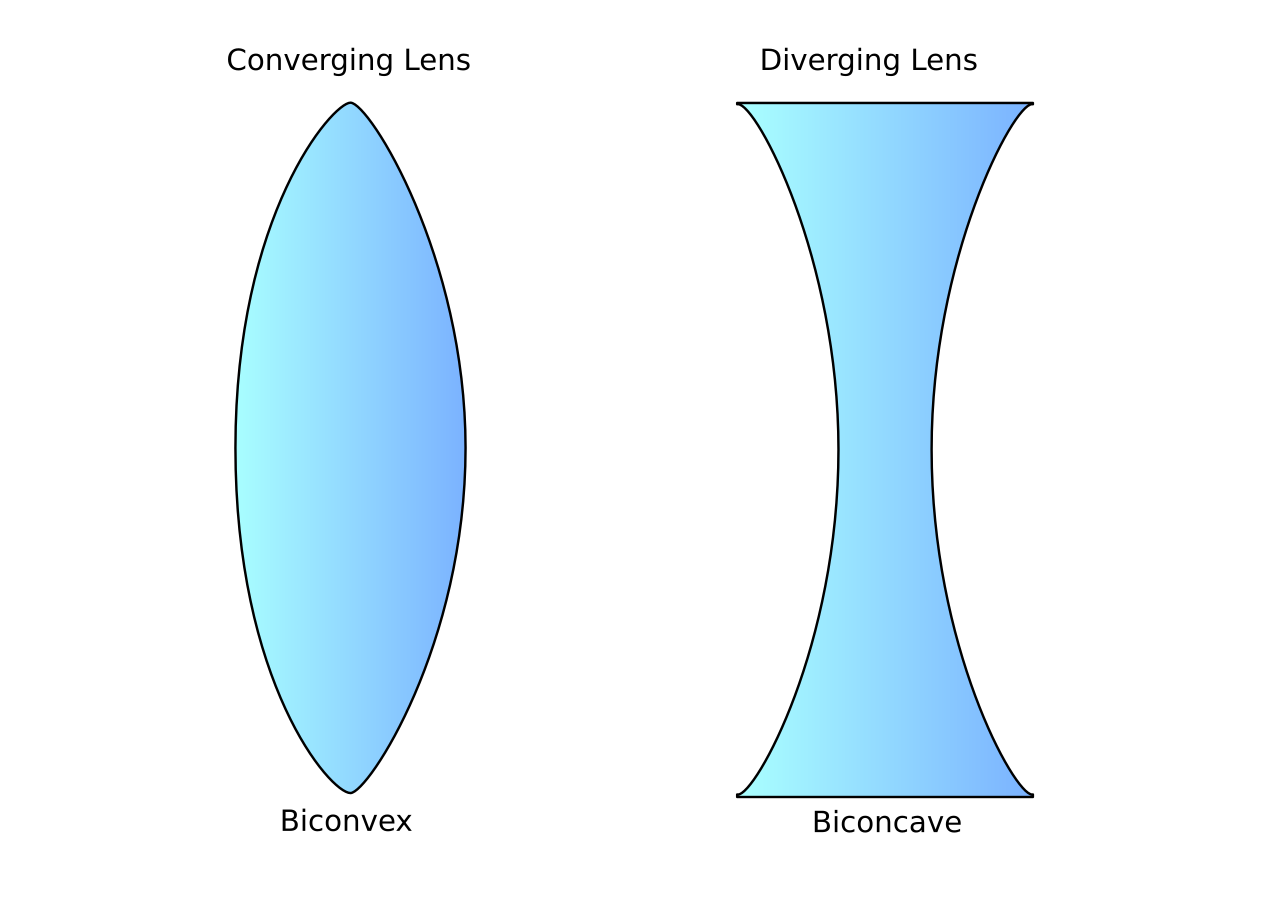 Converging Lens
Diverging Lens
Biconvex
Biconcave